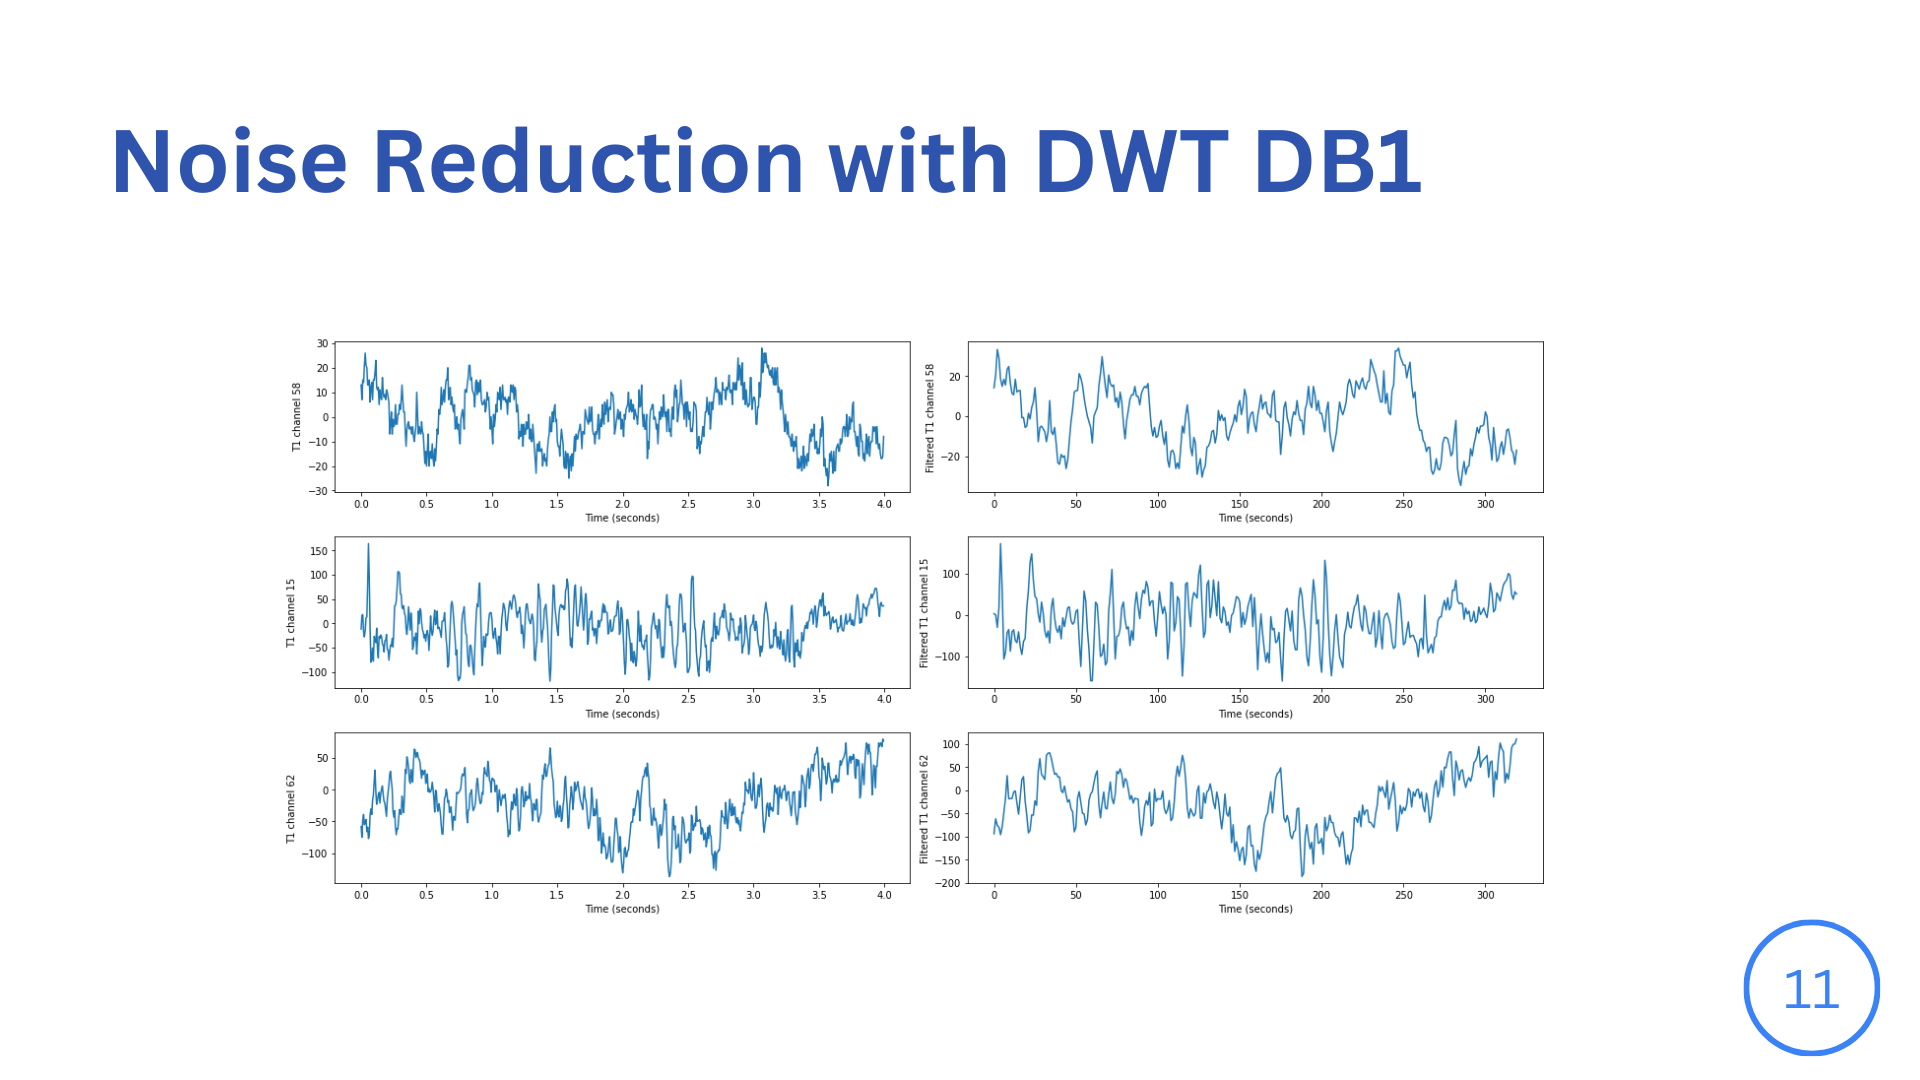 Noise Reduction with DWT DB1
T1 channel 58
30
20
10
0
−10
−20
−30
0.0 0.5 1.0 1.5 2.0 2.5 3.0 3.5 4.0
Time (seconds)
Filtered T1 channel 58
20
0
−20
0 50 100 150 200 250 300
Time (seconds)
T1 channel 15
150
100
50
0
−50
−100
0.0 0.5 1.0 1.5 2.0 2.5 3.0 3.5 4.0
Time (seconds)
Filtered T1 channel 15
100
0
−100
0 50 100 150 200 250 300
Time (seconds)
T1 channel 62
50
0
−50
−100
0.0 0.5 1.0 1.5 2.0 2.5 3.0 3.5 4.0
Time (seconds)
Filtered T1 channel 62
100
50
0
−50
−100
−150
−200
0 50 100 150 200 250 300
Time (seconds)
11